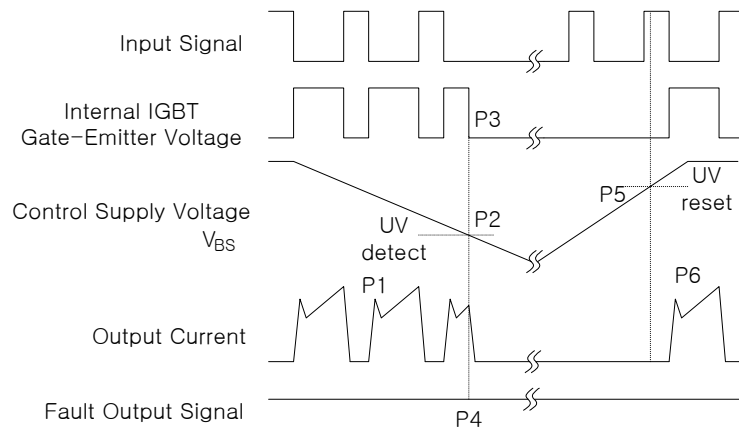 Input Signal
Internal IGBT
Gate-Emitter Voltage
P3
Control Supply Voltage
V_BS
UV
detect
P2
P5
UV
reset
P1
P6
Output Current
Fault Output Signal
P4